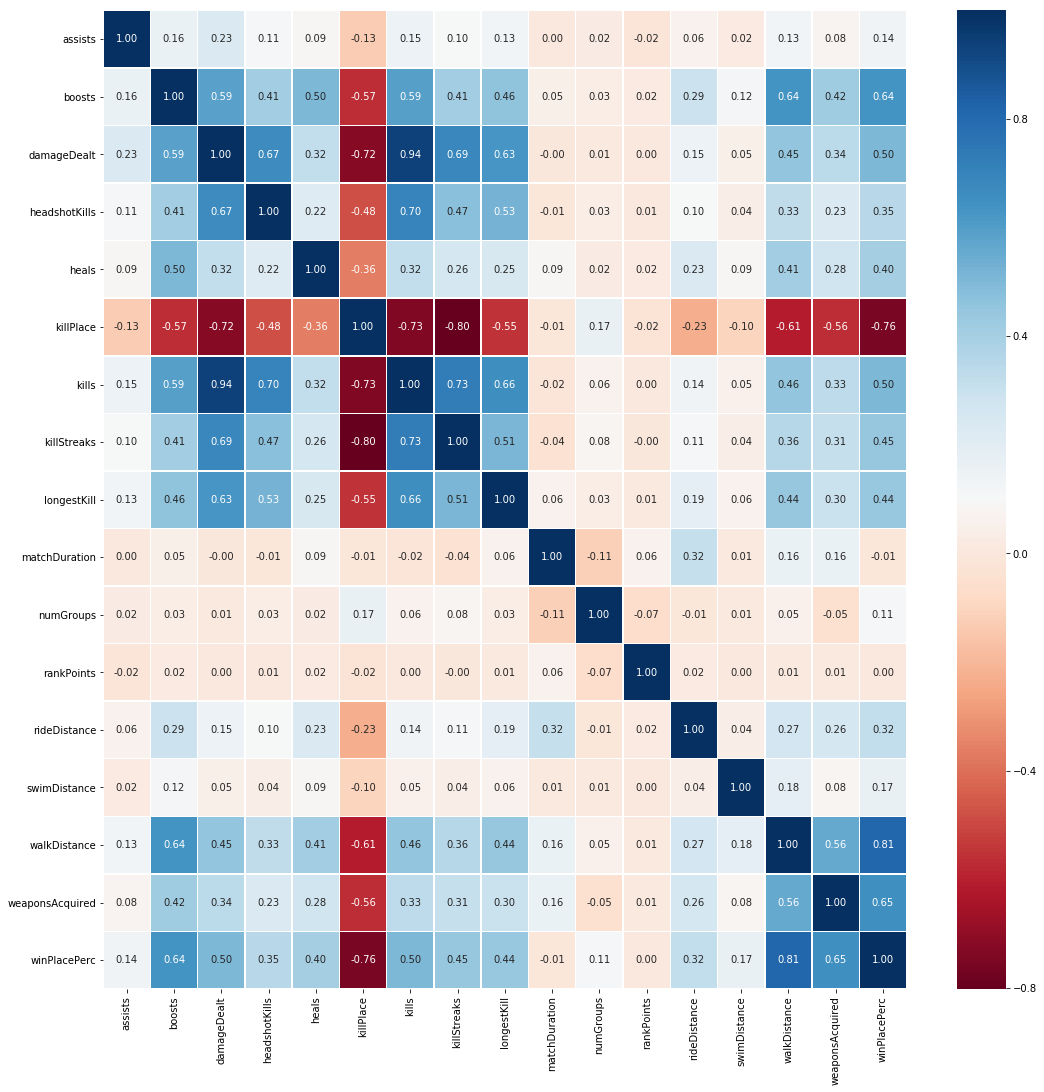 assists 1.00 0.16 0.23 0.11 0.09 -0.13 0.15 0.10 0.13 0.00 0.02 -0.02 0.06 0.02 0.13 0.08 0.14
boosts 0.16 1.00 0.59 0.41 0.50 -0.57 0.59 0.41 0.46 0.05 0.03 0.02 0.29 0.12 0.64 0.42 0.64
0.8
damageDealt 0.23 0.59 1.00 0.67 0.32 -0.72 0.94 0.69 0.63 -0.00 0.01 0.00 0.15 0.05 0.45 0.34 0.50
headshotKills 0.11 0.41 0.67 1.00 0.22 -0.48 0.70 0.47 0.53 -0.01 0.03 0.01 0.10 0.04 0.33 0.23 0.35
heals 0.09 0.50 0.32 0.22 1.00 -0.36 0.32 0.26 0.25 0.09 0.02 0.02 0.23 0.09 0.41 0.28 0.40
killPlace -0.13 -0.57 -0.72 -0.48 -0.36 1.00 -0.73 -0.80 -0.55 -0.01 0.17 -0.02 -0.23 -0.10 -0.61 -0.56 -0.76
0.4
kills 0.15 0.59 0.94 0.70 0.32 -0.73 1.00 0.73 0.66 -0.02 0.06 0.00 0.14 0.05 0.46 0.33 0.50
killStreaks 0.10 0.41 0.69 0.47 0.26 -0.80 0.73 1.00 0.51 -0.04 0.08 -0.00 0.11 0.04 0.36 0.31 0.45
longestKill 0.13 0.46 0.63 0.53 0.25 -0.55 0.66 0.51 1.00 0.06 0.03 0.01 0.19 0.06 0.44 0.30 0.44
matchDuration 0.00 0.05 -0.00 -0.01 0.09 -0.01 -0.02 -0.04 0.06 1.00 -0.11 0.06 0.32 0.01 0.16 0.16 -0.01
0.0
numGroups 0.02 0.03 0.01 0.03 0.02 0.17 0.06 0.08 0.03 -0.11 1.00 -0.07 -0.01 0.01 0.05 -0.05 0.11
rankPoints -0.02 0.02 0.00 0.01 0.02 -0.02 0.00 -0.00 0.01 0.06 -0.07 1.00 0.02 0.00 0.01 0.01 0.00
rideDistance 0.06 0.29 0.15 0.10 0.23 -0.23 0.14 0.11 0.19 0.32 -0.01 0.02 1.00 0.04 0.27 0.26 0.32
−0.4
swimDistance 0.02 0.12 0.05 0.04 0.09 -0.10 0.05 0.04 0.06 0.01 0.01 0.00 0.04 1.00 0.18 0.08 0.17
walkDistance 0.13 0.64 0.45 0.33 0.41 -0.61 0.46 0.36 0.44 0.16 0.05 0.01 0.27 0.18 1.00 0.56 0.81
weaponsAcquired 0.08 0.42 0.34 0.23 0.28 -0.56 0.33 0.31 0.30 0.16 -0.05 0.01 0.26 0.08 0.56 1.00 0.65
winPlacePerc 0.14 0.64 0.50 0.35 0.40 -0.76 0.50 0.45 0.44 -0.01 0.11 0.00 0.32 0.17 0.81 0.65 1.00
−0.8
assists
boosts
damageDealt
headshotKills
heals
killPlace
kills
killStreaks
longestKill
matchDuration
numGroups
rankPoints
rideDistance
swimDistance
walkDistance
weaponsAcquired
winPlacePerc